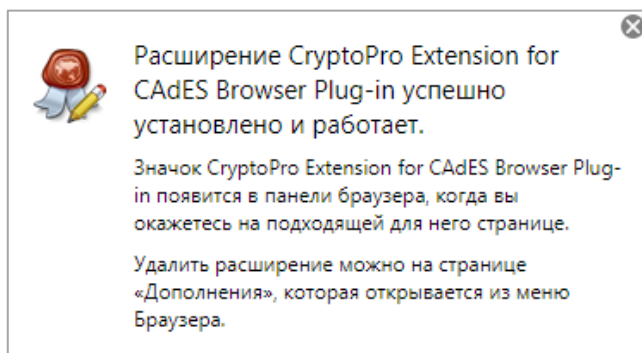 Расширение CryptoPro Extension for
CAdES Browser Plug-in успешно
установлено и работает.
Значок CryptoPro Extension for CAdES Browser Plug-
in появится в панели браузера, когда вы
окажетесь на подходящей для него странице.
Удалить расширение можно на странице
«Дополнения», которая открывается из меню
Браузера.